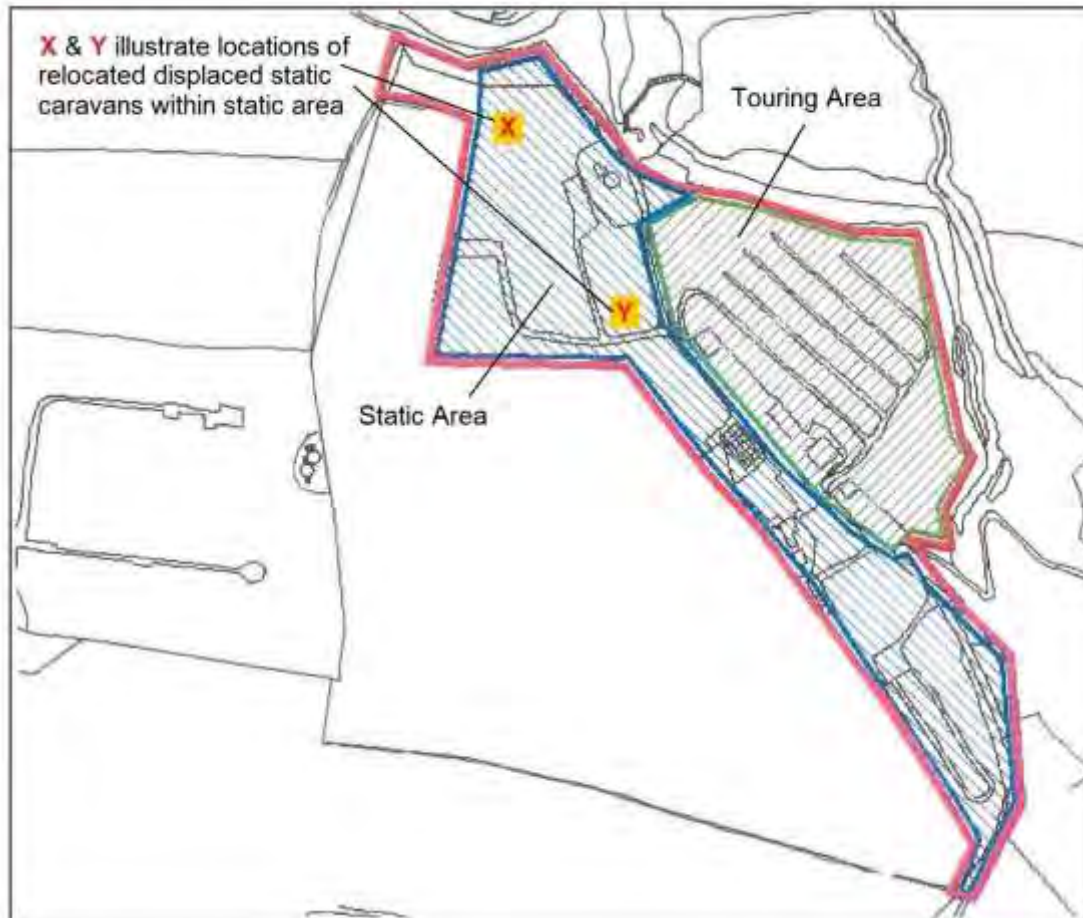 X & Y illustrate locations of
relocated displaced static
caravans within static area
Touring Area
X
Y
Static Area